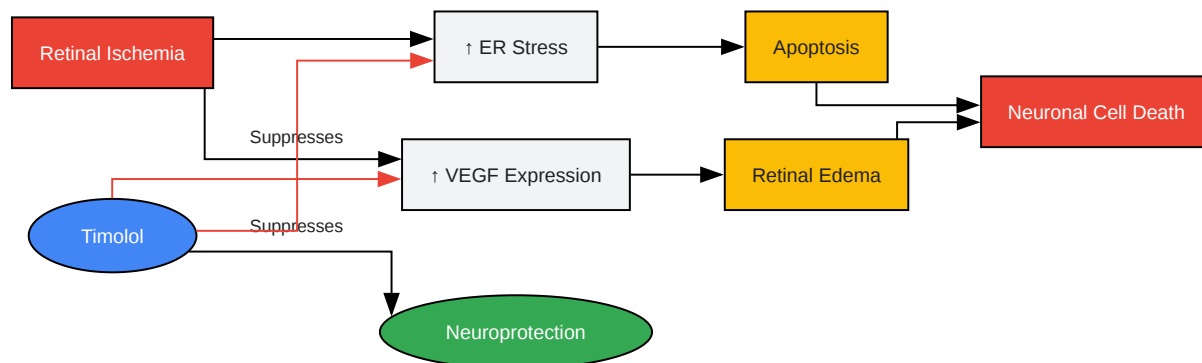 Retinal Ischemia
↑ ER Stress
Apoptosis
Neuronal Cell Death
Suppresses
↑ VEGF Expression
Retinal Edema
Suppresses
Timolol
Neuroprotection